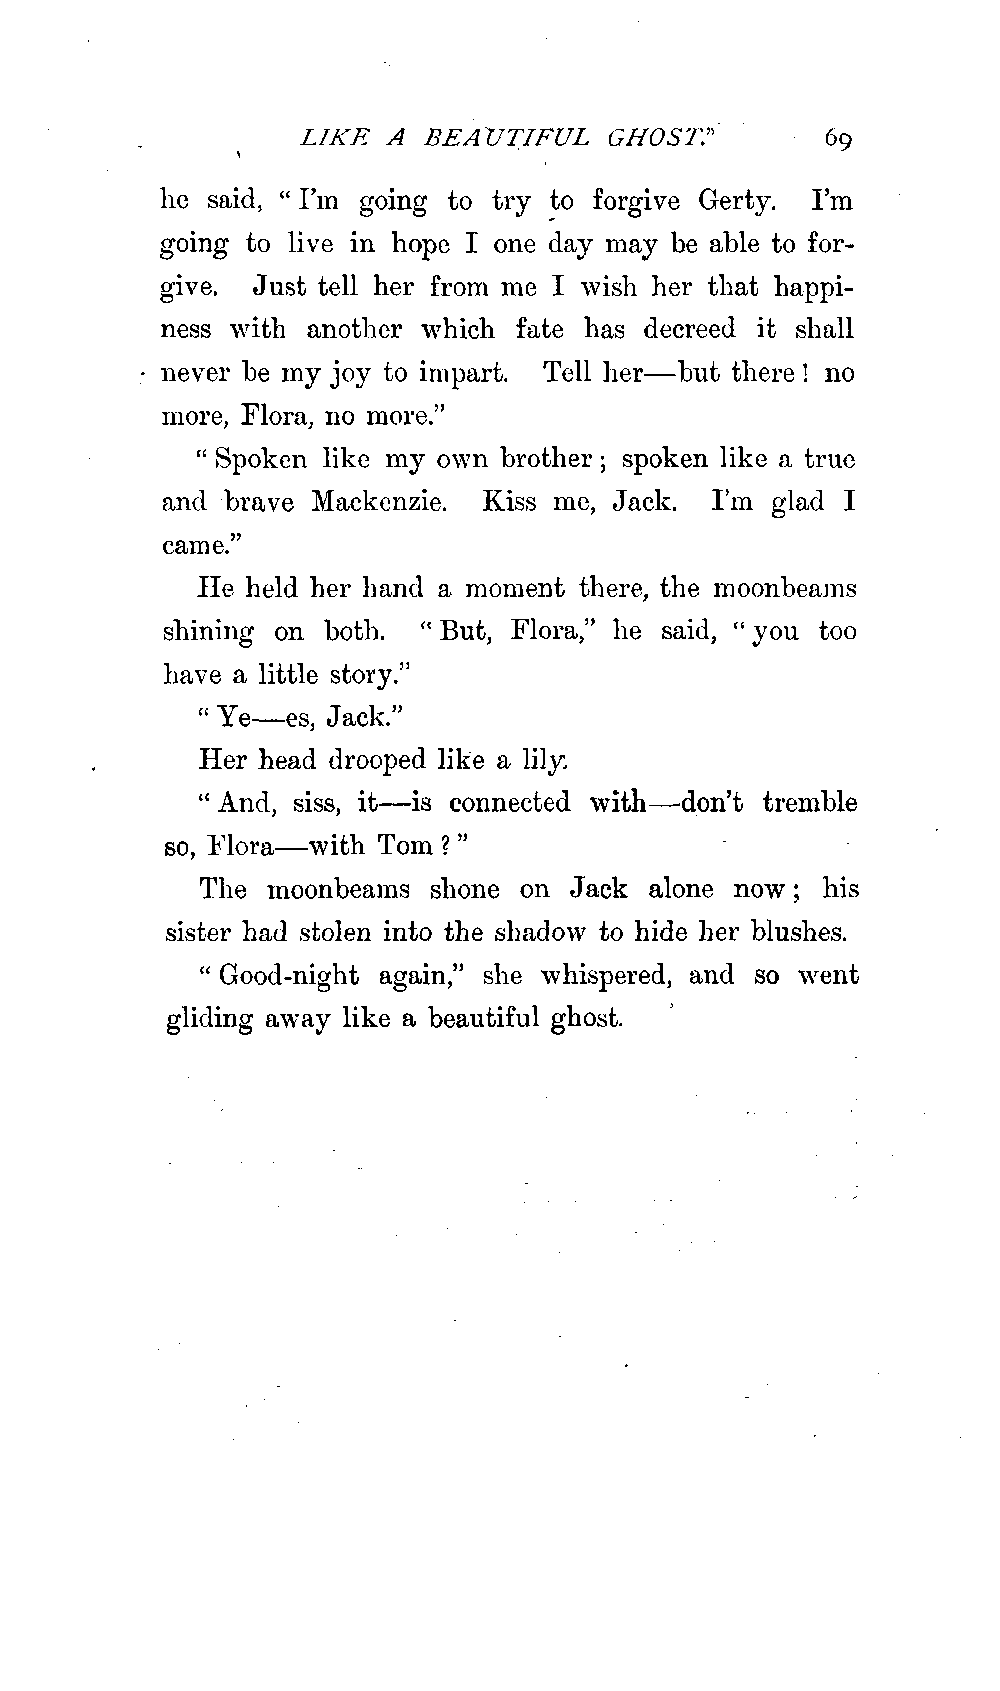 LIKE A BEAUTIFUL GHOST." 69
he said, “I’m going to try to forgive Gerty. I’m
going to live in hope I one day may be able to for-
give. Just tell her from me I wish her that happi-
ness with another which fate has decreed it shall
never be my joy to impart. Tell her—but there! no
more, Flora, no more.”
“Spoken like my own brother; spoken like a true
and brave Mackenzie. Kiss me, Jack. I’m glad I
came.”
He held her hand a moment there, the moonbeams
shining on both. “But, Flora,” he said, “you too
have a little story.”
“Ye—es, Jack.”
Her head drooped like a lily.
“And, siss, it—is connected with—don’t tremble
so, Flora—with Tom?”
The moonbeams shone on Jack alone now; his
sister had stolen into the shadow to hide her blushes.
“Good-night again,” she whispered, and so went
gliding away like a beautiful ghost.